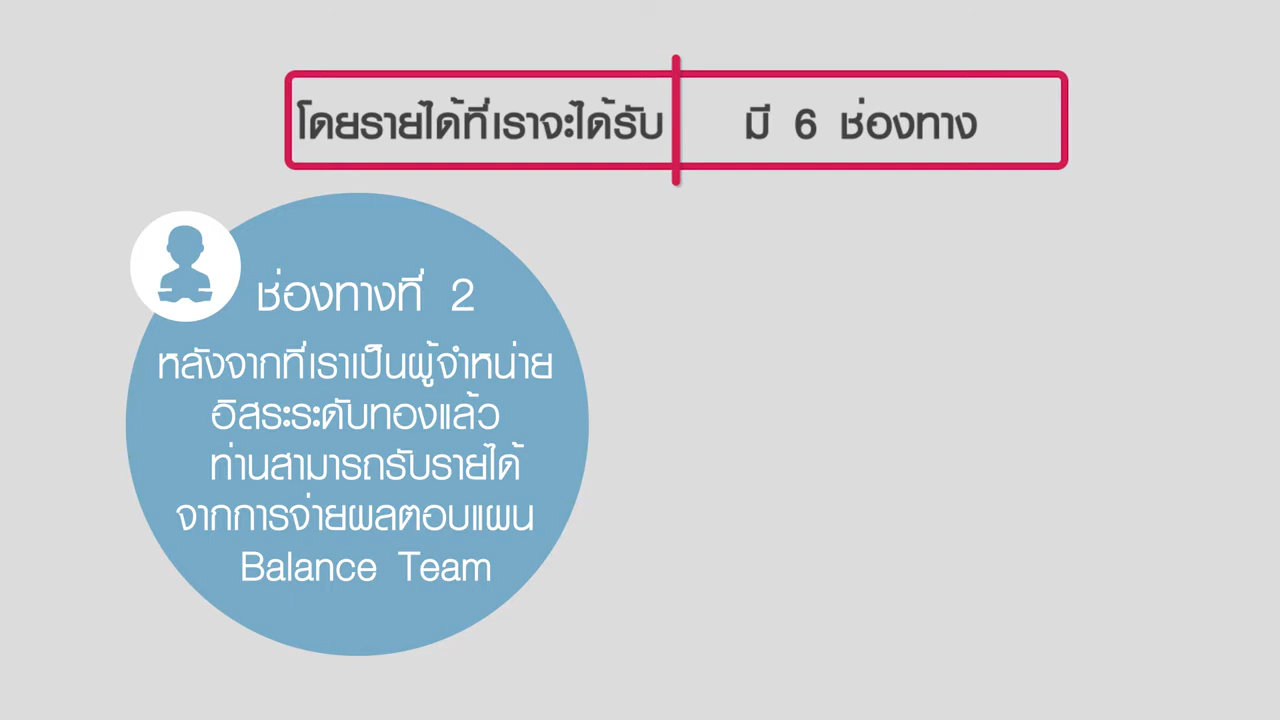 โดยรายได้ที่เราจะได้รับ มี 6 ช่องทาง
ช่องทางที่ 2
หลังจากที่เราเป็นผู้จำหน่าย
อิสระระดับทองแล้ว
ท่านสามารถรับรายได้
จากการจ่ายผลตอบแผน
Balance Team